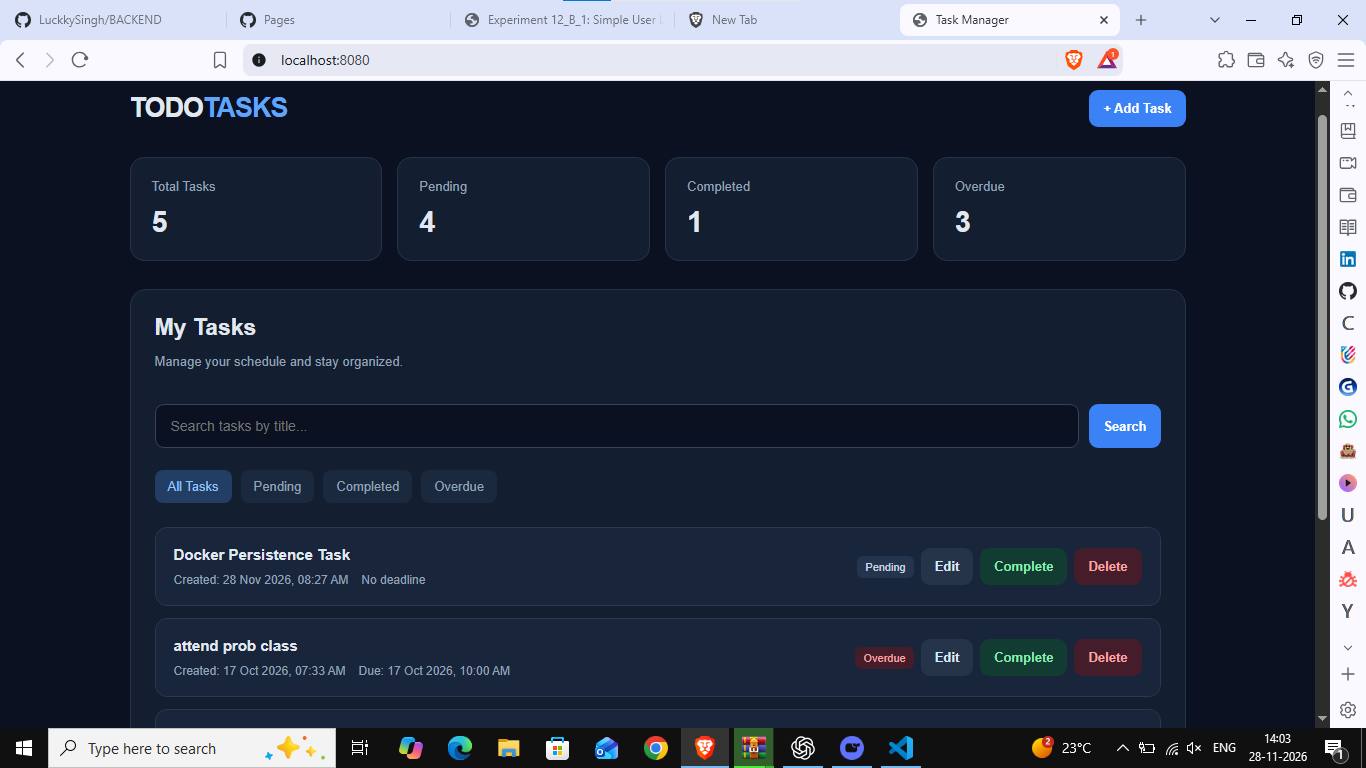 LuckkySingh/BACKEND
Pages
Experiment 12_B_1: Simple User
New Tab
Task Manager
localhost:8080
1
TODOTASKS
+ Add Task
Total Tasks
5
Pending
4
Completed
1
Overdue
3
My Tasks
Manage your schedule and stay organized.
Search tasks by title...
Search
All Tasks
Pending
Completed
Overdue
Docker Persistence Task
Created: 28 Nov 2026, 08:27 AM No deadline
Pending
Edit
Complete
Delete
attend prob class
Created: 17 Oct 2026, 07:33 AM Due: 17 Oct 2026, 10:00 AM
Overdue
Edit
Complete
Delete
C
U
A
Y
Type here to search
2
23°C
ENG
14:03
28-11-2026
1